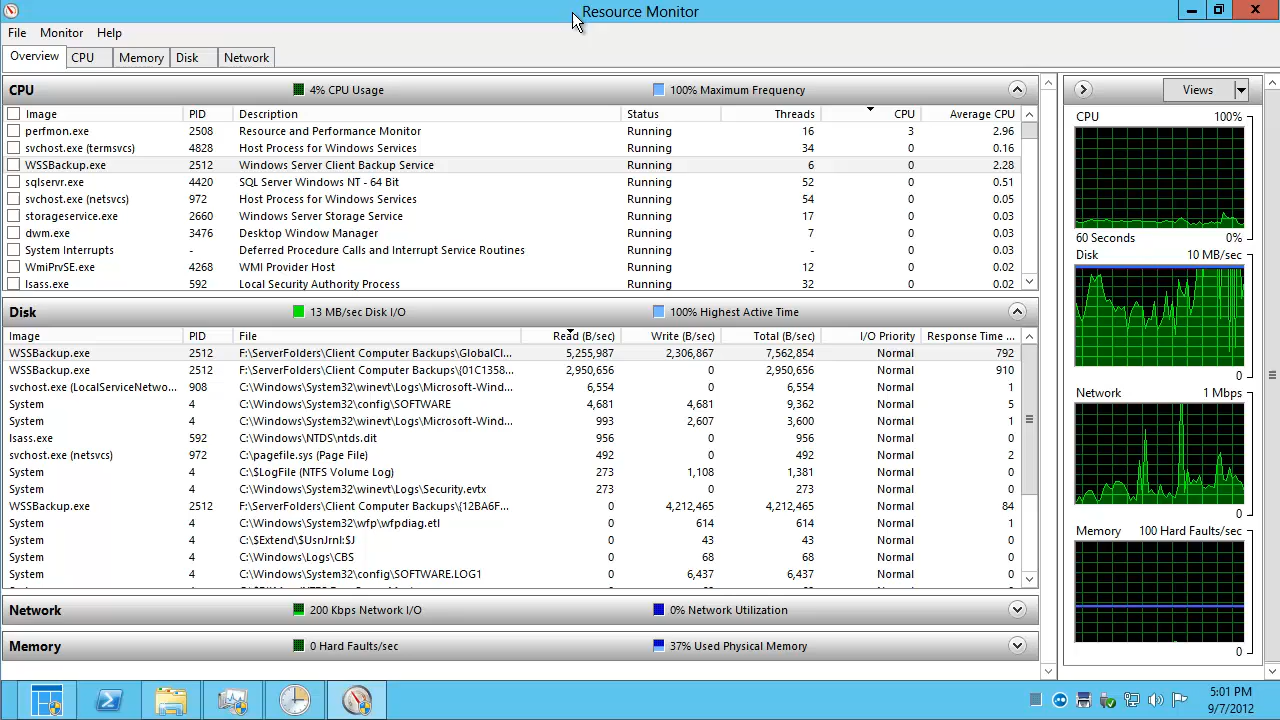 Resource Monitor
File Monitor Help
Overview CPU Memory Disk Network
CPU 4% CPU Usage 100% Maximum Frequency
Image PID Description Status Threads CPU Average CPU
perfmon.exe 2508 Resource and Performance Monitor Running 16 3 2.96
svchost.exe (termsvcs) 4828 Host Process for Windows Services Running 34 0 0.16
WSSBackup.exe 2512 Windows Server Client Backup Service Running 6 0 2.28
sqlservr.exe 4420 SQL Server Windows NT - 64 Bit Running 52 0 0.51
svchost.exe (netsvcs) 972 Host Process for Windows Services Running 54 0 0.05
storageservice.exe 2660 Windows Server Storage Service Running 17 0 0.03
dwm.exe 3476 Desktop Window Manager Running 7 0 0.03
System Interrupts - Deferred Procedure Calls and Interrupt Service Routines Running - 0 0.03
WmiPrvSE.exe 4268 WMI Provider Host Running 12 0 0.02
lsass.exe 592 Local Security Authority Process Running 32 0 0.02
Disk 13 MB/sec Disk I/O 100% Highest Active Time
Image PID File Read (B/sec) Write (B/sec) Total (B/sec) I/O Priority Response Time ...
WSSBackup.exe 2512 F:\ServerFolders\Client Computer Backups\GlobalCl... 5,255,987 2,306,867 7,562,854 Normal 792
WSSBackup.exe 2512 F:\ServerFolders\Client Computer Backups\{01C1358... 2,950,656 0 2,950,656 Normal 910
svchost.exe (LocalServiceNetwo... 908 C:\Windows\System32\winevt\Logs\Microsoft-Wind... 6,554 0 6,554 Normal 1
System 4 C:\Windows\System32\config\SOFTWARE 4,681 4,681 9,362 Normal 5
System 4 C:\Windows\System32\winevt\Logs\Microsoft-Wind... 993 2,607 3,600 Normal 1
lsass.exe 592 C:\Windows\NTDS\ntds.dit 956 0 956 Normal 0
svchost.exe (netsvcs) 972 C:\pagefile.sys (Page File) 492 0 492 Normal 2
System 4 C:\$LogFile (NTFS Volume Log) 273 1,108 1,381 Normal 0
System 4 C:\Windows\System32\winevt\Logs\Security.evtx 273 0 273 Normal 0
WSSBackup.exe 2512 F:\ServerFolders\Client Computer Backups\{12BA6F... 0 4,212,465 4,212,465 Normal 84
System 4 C:\Windows\System32\wfp\wfpdiag.etl 0 614 614 Normal 1
System 4 C:\$Extend\$UsnJrnl:$J 0 43 43 Normal 0
System 4 C:\Windows\Logs\CBS 0 68 68 Normal 0
System 4 C:\Windows\System32\config\SOFTWARE.LOG1 0 6,437 6,437 Normal 0
Network 200 Kbps Network I/O 0% Network Utilization
Memory 0 Hard Faults/sec 37% Used Physical Memory
Views
CPU 100%
60 Seconds 0%
Disk 10 MB/sec
0
Network 1 Mbps
0
Memory 100 Hard Faults/sec
0
5:01 PM
9/7/2012